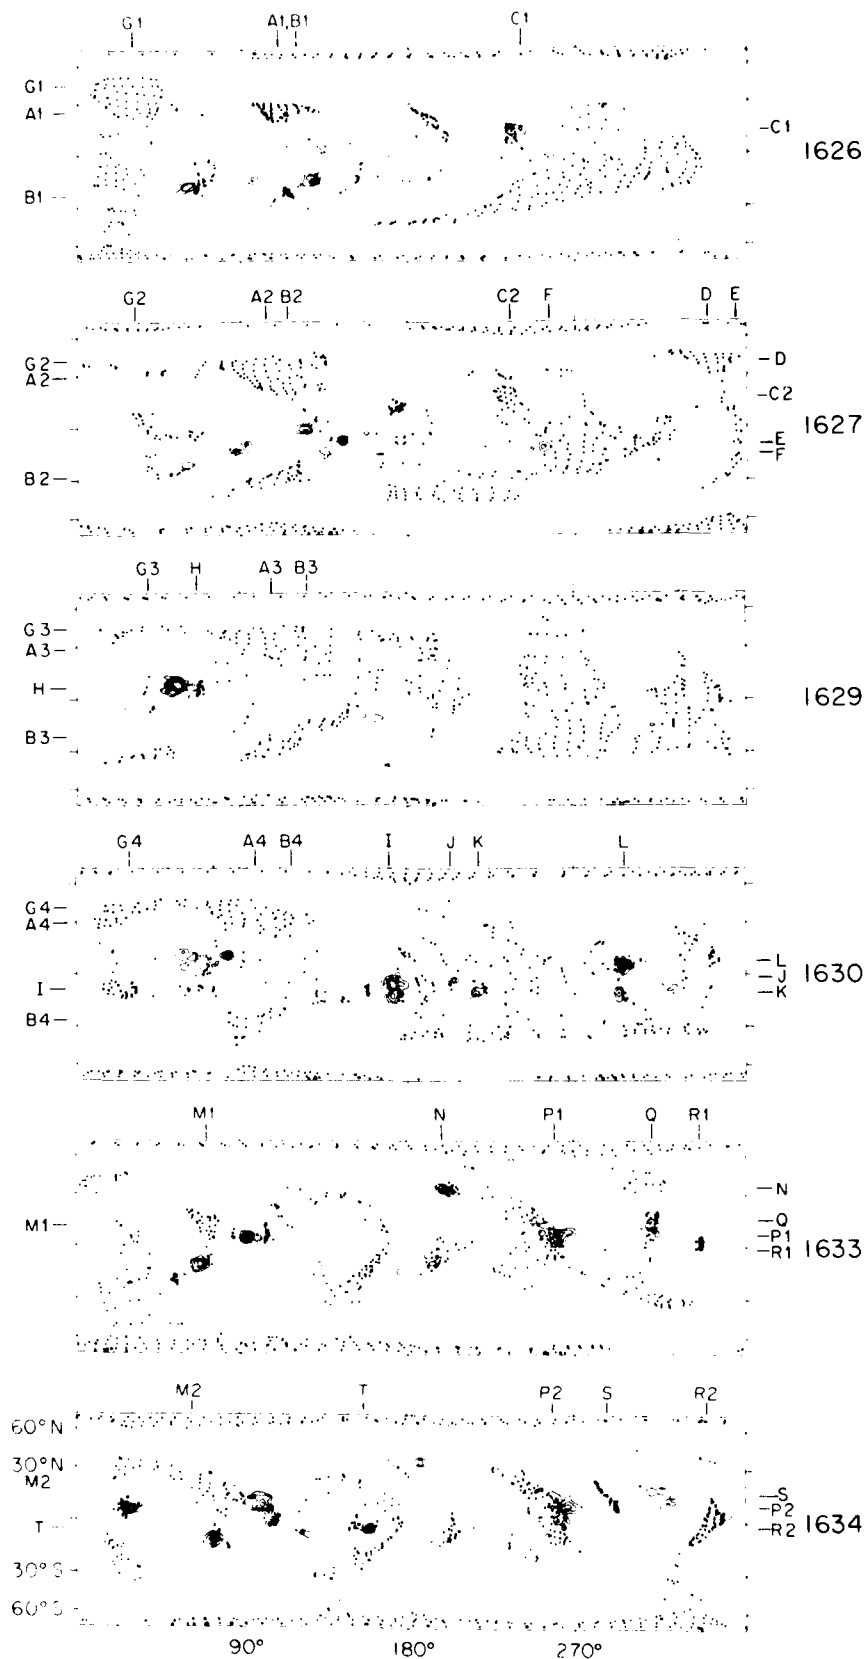 G1 A1,B1 C1
G1
A1
C1
1626
B1
G2 A2 B2 C2 F D E
G2
A2
D
C2
1627
E
F
B2
G3 H A3 B3
G3
A3
H
1629
B3
G4 A4 B4 I J K L
G4
A4
L
J
1630
I
K
B4
M1 N P1 Q R1
N
M1
Q
P1
R1
1633
M2 T P2 S R2
60°N
30°N
M2
S
P2
T
R2
1634
30°S
60°S
90° 180° 270°